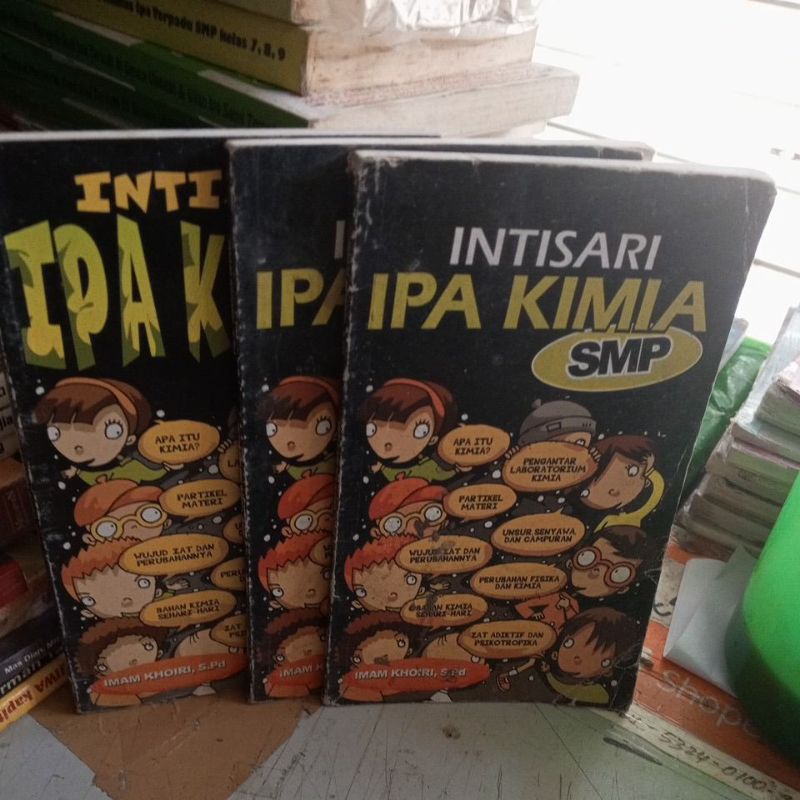 Ipa Terpadu SMP Kelas 7, 8, 9
INTI
IPA K
APA ITU
KIMIA?
PARTIKEL
MATERI
WUJUD ZAT DAN
PERUBAHANNYA
BAHAN KIMIA
SEHARI-HARI
IMAM KHOIRI, S.Pd
I
IPA
IMAM K
INTISARI
IPA KIMIA
SMP
APA ITU
KIMIA?
PENGANTAR
LABORATORIUM
KIMIA
PARTIKEL
MATERI
UNSUR SENYAWA
DAN CAMPURAN
WUJUD ZAT DAN
PERUBAHANNYA
PERUBAHAN FISIKA
DAN KIMIA
BAHAN KIMIA
SEHARI-HARI
ZAT ADIKTIF DAN
PSIKOTROPIKA
IMAM KHOIRI, S.Pd